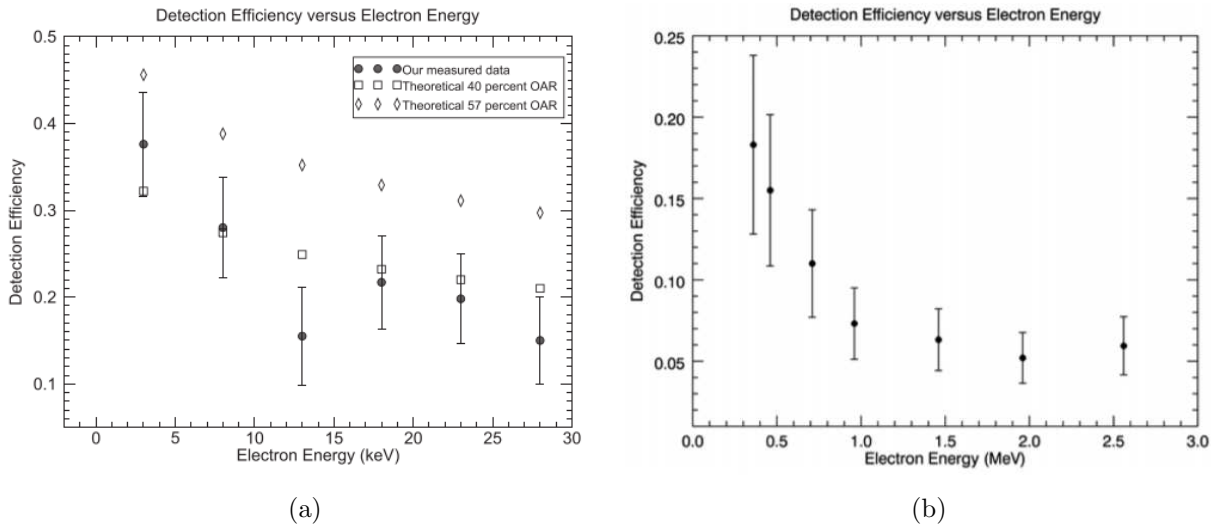 Detection Efficiency versus Electron Energy
0.5
0.4
0.3
0.2
0.1
Detection Efficiency
Our measured data
Theoretical 40 percent OAR
Theoretical 57 percent OAR
0 5 10 15 20 25 30
Electron Energy (keV)
(a)
Detection Efficiency versus Electron Energy
0.25
0.20
0.15
0.10
0.05
Detection Efficiency
0.0 0.5 1.0 1.5 2.0 2.5 3.0
Electron Energy (MeV)
(b)